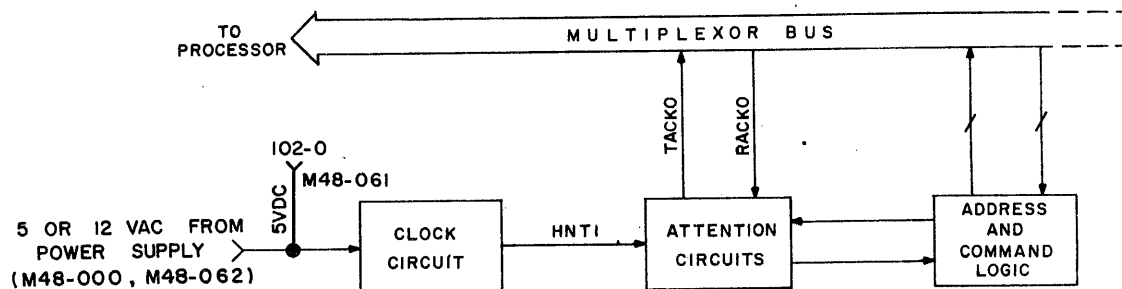 TO
PROCESSOR
MULTIPLEXOR BUS
TACKO
RACKO
102-0
M48-061
5VDC
5 OR 12 VAC FROM
POWER SUPPLY
(M48-000, M48-062)
CLOCK
CIRCUIT
HNTI
ATTENTION
CIRCUITS
ADDRESS
AND
COMMAND
LOGIC